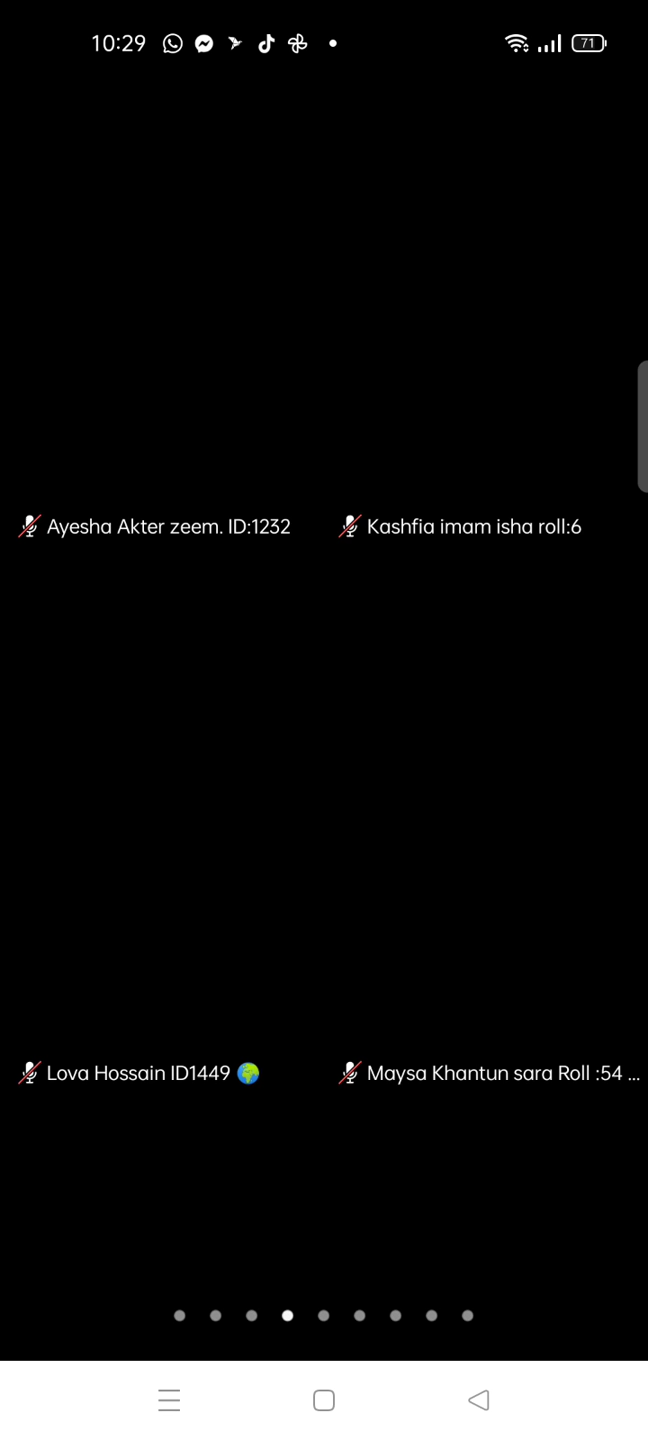 10:29
71
Ayesha Akter zeem. ID:1232
Kashfia imam isha roll:6
Lova Hossain ID1449 🌍
Maysa Khantun sara Roll :54 ...